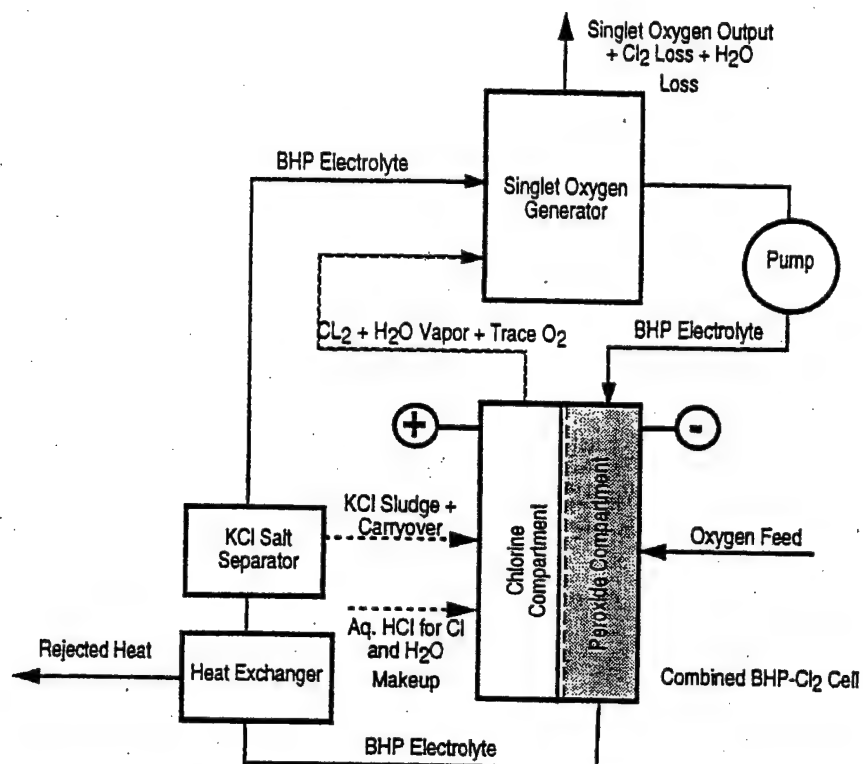 Singlet Oxygen Output
+ Cl2 Loss + H2O
Loss
BHP Electrolyte
Singlet Oxygen
Generator
Pump
CL2 + H2O Vapor + Trace O2
BHP Electrolyte
+
-
KCl Salt
Separator
KCl Sludge +
Carryover
Chlorine
Compartment
Peroxide Compartment
Oxygen Feed
Aq. HCl for Cl
and H2O
Makeup
Rejected Heat
Heat Exchanger
Combined BHP-Cl2 Cell
BHP Electrolyte